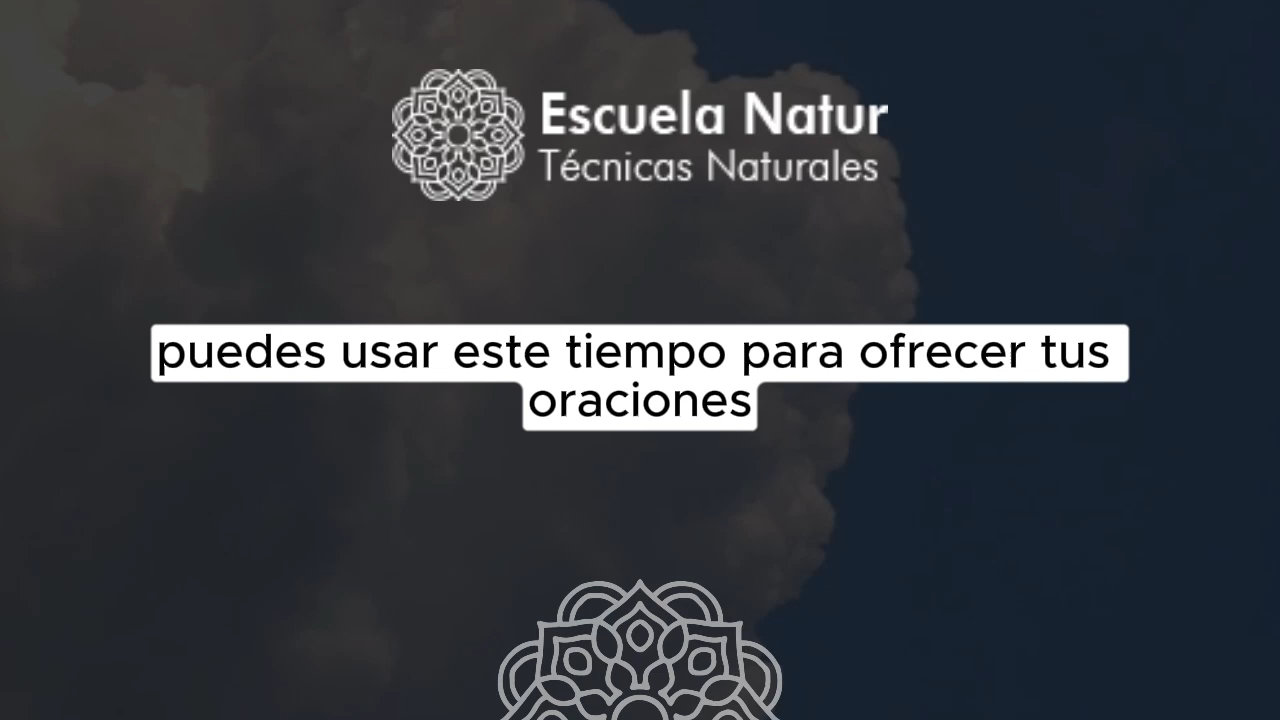 Escuela Natur
Técnicas Naturales
puedes usar este tiempo para ofrecer tus
oraciones